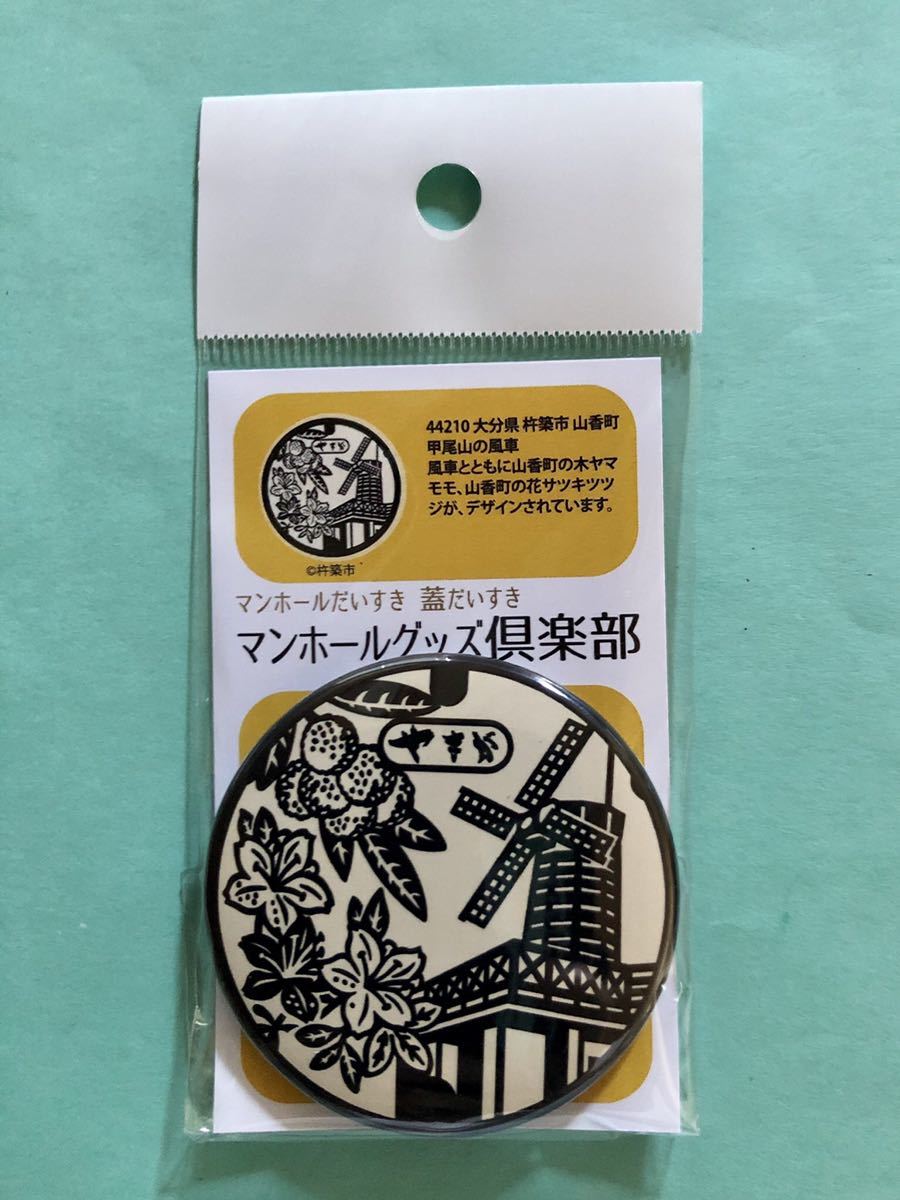 44210 大分県 杵築市 山香町
甲尾山の風車
風車とともに山香町の木ヤマ
モモ、山香町の花サツキツツ
ジが、デザインされています。
やまが
©杵築市
マンホールだいすき 蓋だいすき
マンホールグッズ倶楽部
やまが